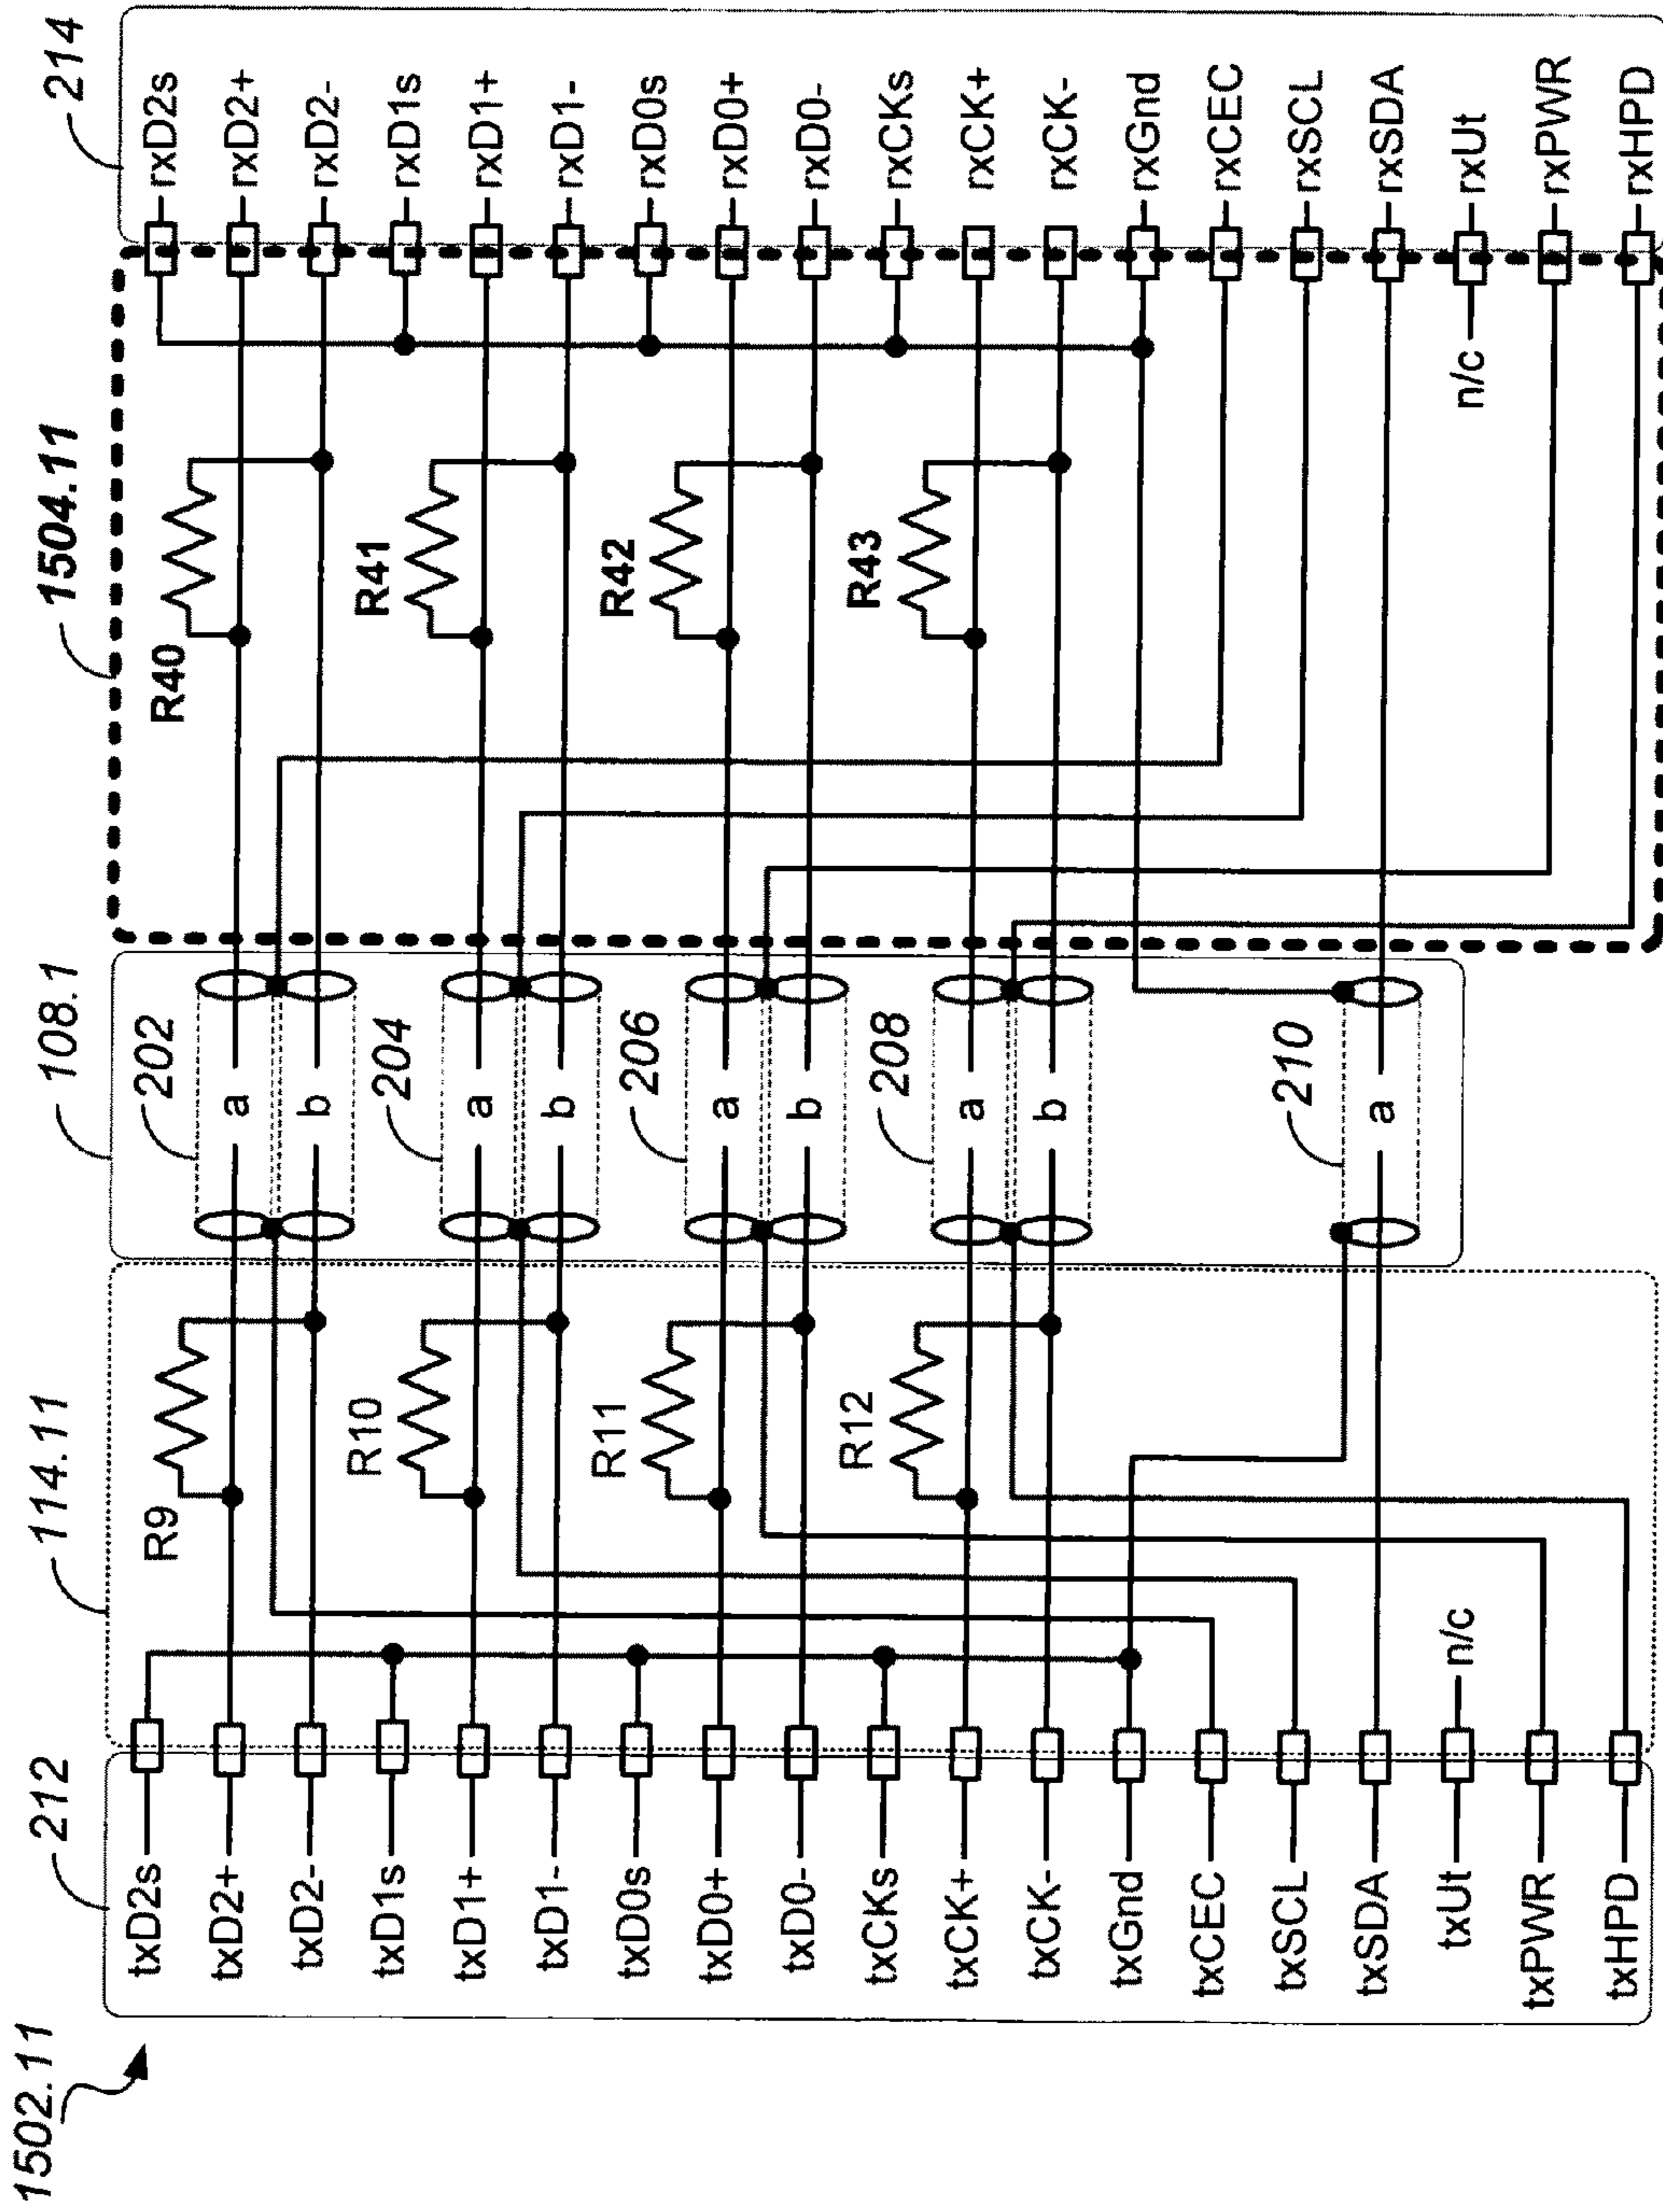 1502.11
212
114.11
108.1
1504.11
214
txD2s
txD2+
txD2-
txD1s
txD1+
txD1-
txD0s
txD0+
txD0-
txCKs
txCK+
txCK-
txGnd
txCEC
txSCL
txSDA
txUt
txPWR
txHPD
R9
R10
R11
R12
n/c
202
a
b
204
a
b
206
a
b
208
a
b
210
a
R40
R41
R42
R43
n/c
rxD2s
rxD2+
rxD2-
rxD1s
rxD1+
rxD1-
rxD0s
rxD0+
rxD0-
rxCKs
rxCK+
rxCK-
rxGnd
rxCEC
rxSCL
rxSDA
rxUt
rxPWR
rxHPD